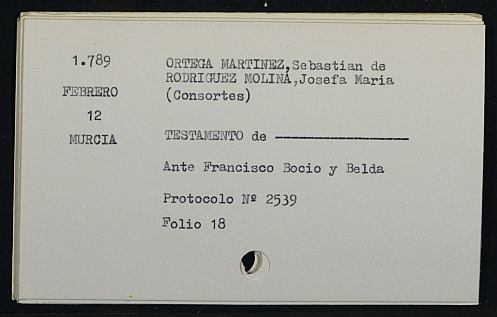 1.789
FEBRERO
12
MURCIA
ORTEGA MARTINEZ,Sebastian de
RODRIGUEZ MOLINA,Josefa Maria
(Consortes)
TESTAMENTO de -----------------
Ante Francisco Bocio y Belda
Protocolo Nº 2539
Folio 18